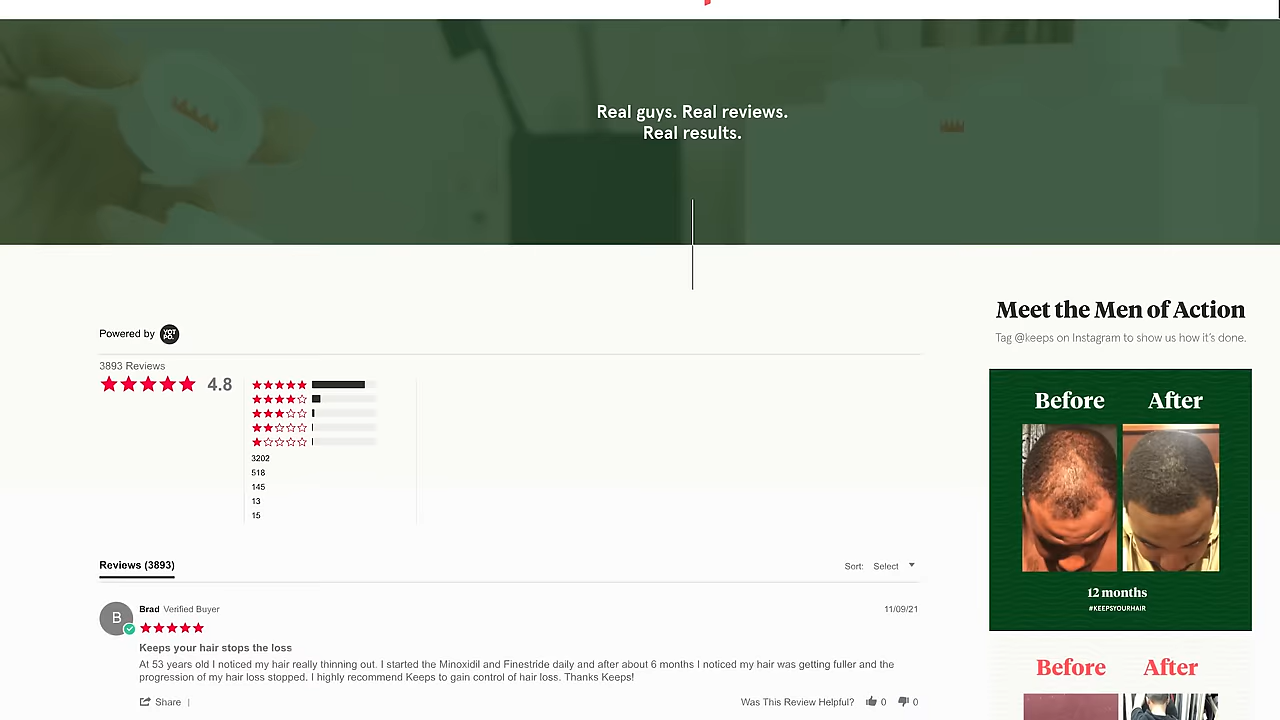 Real guys. Real reviews.
Real results.
Powered by YOT PO.
3893 Reviews
4.8
3202
518
145
13
15
Reviews (3893)
Sort: Select
B
Brad Verified Buyer
11/09/21
Keeps your hair stops the loss
At 53 years old I noticed my hair really thinning out. I started the Minoxidil and Finestride daily and after about 6 months I noticed my hair was getting fuller and the
progression of my hair loss stopped. I highly recommend Keeps to gain control of hair loss. Thanks Keeps!
Share |
Was This Review Helpful? 0 0
Meet the Men of Action
Tag @keeps on Instagram to show us how it's done.
Before After
12 months
#KEEPSYOURHAIR
Before After